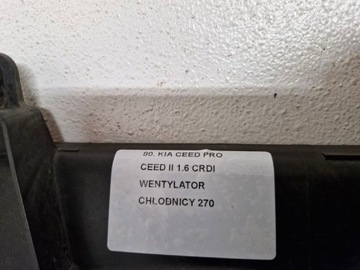 80. KIA CEED PRO
CEED II 1.6 CRDI
WENTYLATOR
CHŁODNICY 270